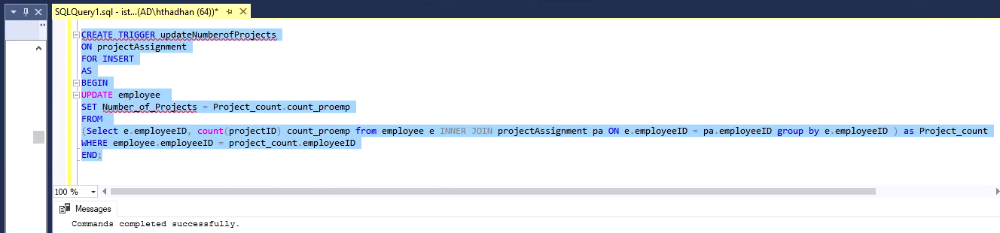 SQLQuery1.sql - ist...(AD\hthadhan (64))*
CREATE TRIGGER updateNumberofProjects
ON projectAssignment
FOR INSERT
AS
BEGIN
UPDATE employee
SET Number_of_Projects = Project_count.count_proemp
FROM
(Select e.employeeID, count(projectID) count_proemp from employee e INNER JOIN projectAssignment pa ON e.employeeID = pa.employeeID group by e.employeeID ) as Project_count
WHERE employee.employeeID = project_count.employeeID
END;
100 %
Messages
Commands completed successfully.